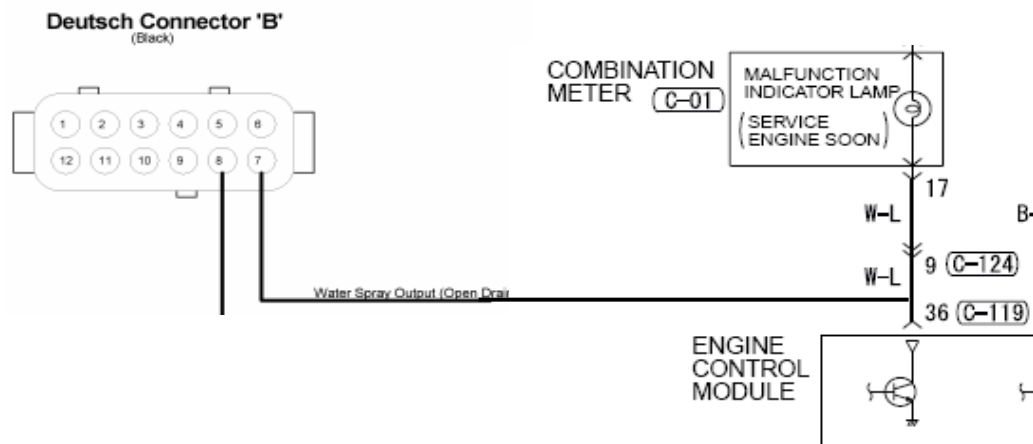 Deutsch Connector 'B'
(Black)
1 2 3 4 5 6
12 11 10 9 8 7
Water Spray Output (Open Drai
COMBINATION
METER
C-01
MALFUNCTION
INDICATOR LAMP
(SERVICE
ENGINE SOON)
17
W-L
B-
9 C-124
W-L
36 C-119
ENGINE
CONTROL
MODULE